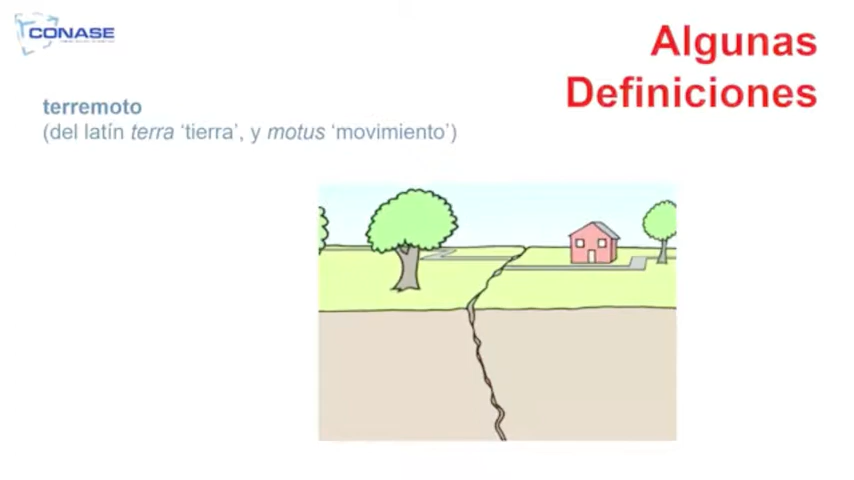 CONASE
Algunas
Definiciones
terremoto
(del latín terra ‘tierra’, y motus ‘movimiento’)